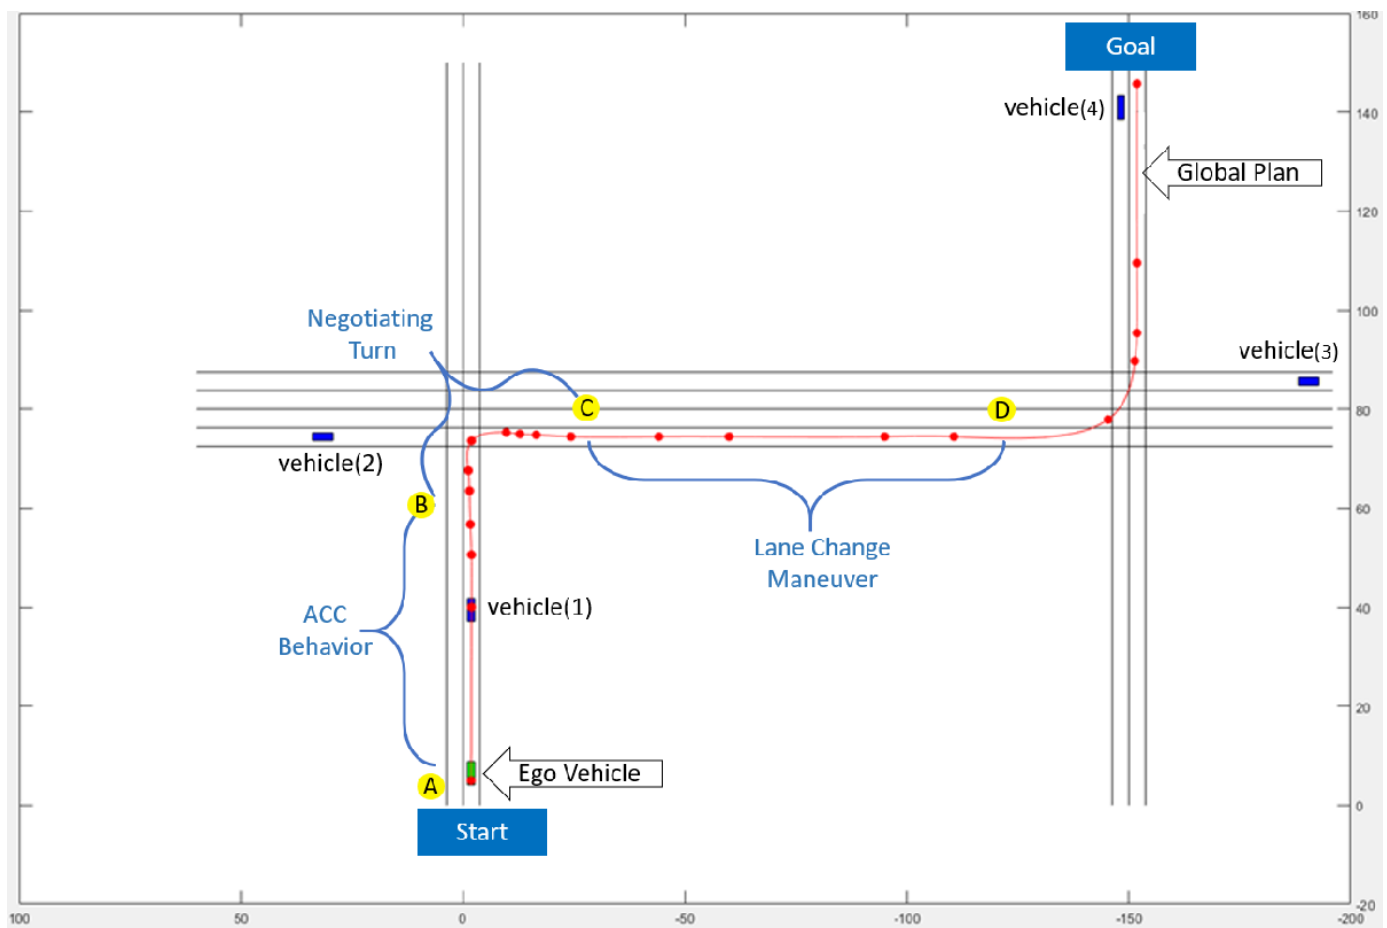 160
Goal
vehicle(4)
140
Global Plan
120
Negotiating
Turn
100
vehicle(3)
C
D
80
vehicle(2)
B
60
Lane Change
Maneuver
ACC
Behavior
vehicle(1)
40
20
Ego Vehicle
A
0
Start
-20
100
50
0
-50
-100
-150
-200